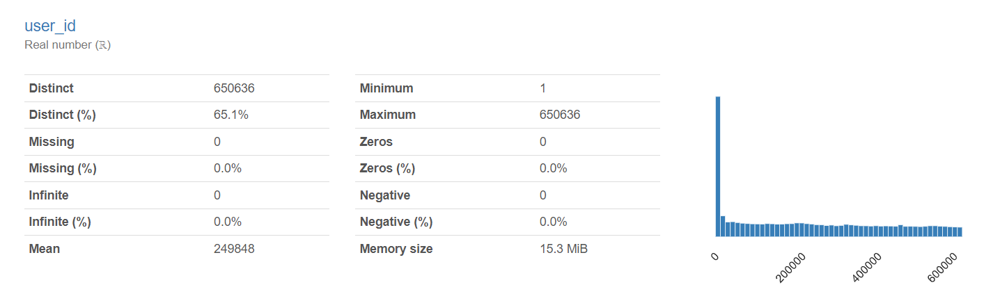 user_id
Real number (ℝ)
Distinct 650636
Distinct (%) 65.1%
Missing 0
Missing (%) 0.0%
Infinite 0
Infinite (%) 0.0%
Mean 249848
Minimum 1
Maximum 650636
Zeros 0
Zeros (%) 0.0%
Negative 0
Negative (%) 0.0%
Memory size 15.3 MiB
0
200000
400000
600000